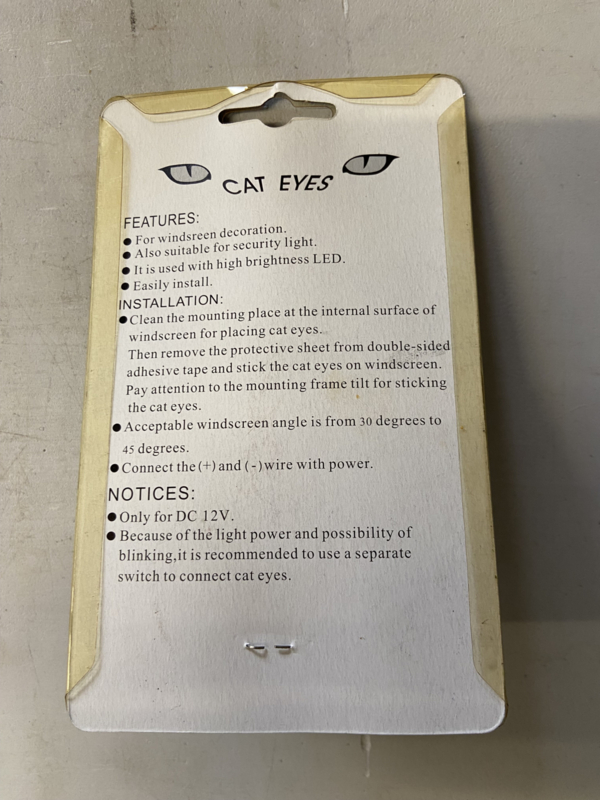 CAT EYES
FEATURES:
● For windsreen decoration.
● Also suitable for security light.
● It is used with high brightness LED.
● Easily install.
INSTALLATION:
● Clean the mounting place at the internal surface of
windscreen for placing cat eyes.
Then remove the protective sheet from double-sided
adhesive tape and stick the cat eyes on windscreen.
Pay attention to the mounting frame tilt for sticking
the cat eyes.
● Acceptable windscreen angle is from 30 degrees to
45 degrees.
● Connect the (+) and (-) wire with power.
NOTICES:
● Only for DC 12V.
● Because of the light power and possibility of
blinking,it is recommended to use a separate
switch to connect cat eyes.